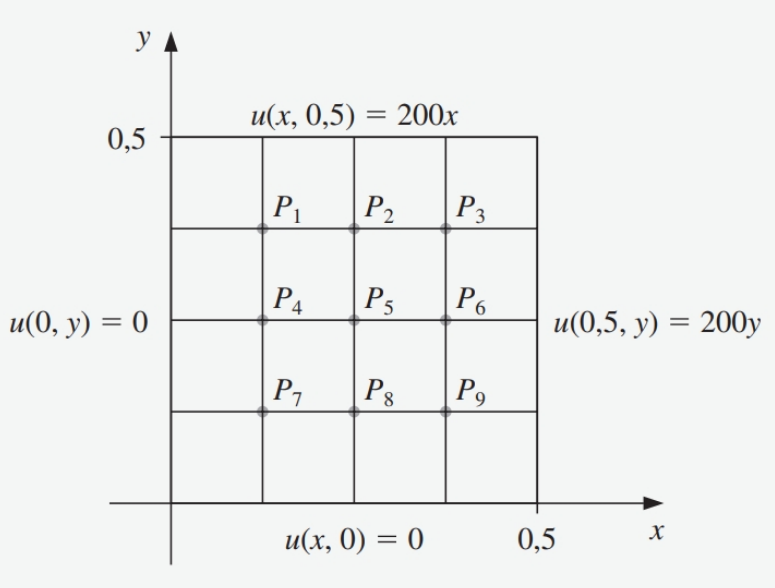 y
u(x, 0,5) = 200x
0,5
P1 P2 P3
P4 P5 P6
u(0, y) = 0
u(0,5, y) = 200y
P7 P8 P9
u(x, 0) = 0
0,5
x